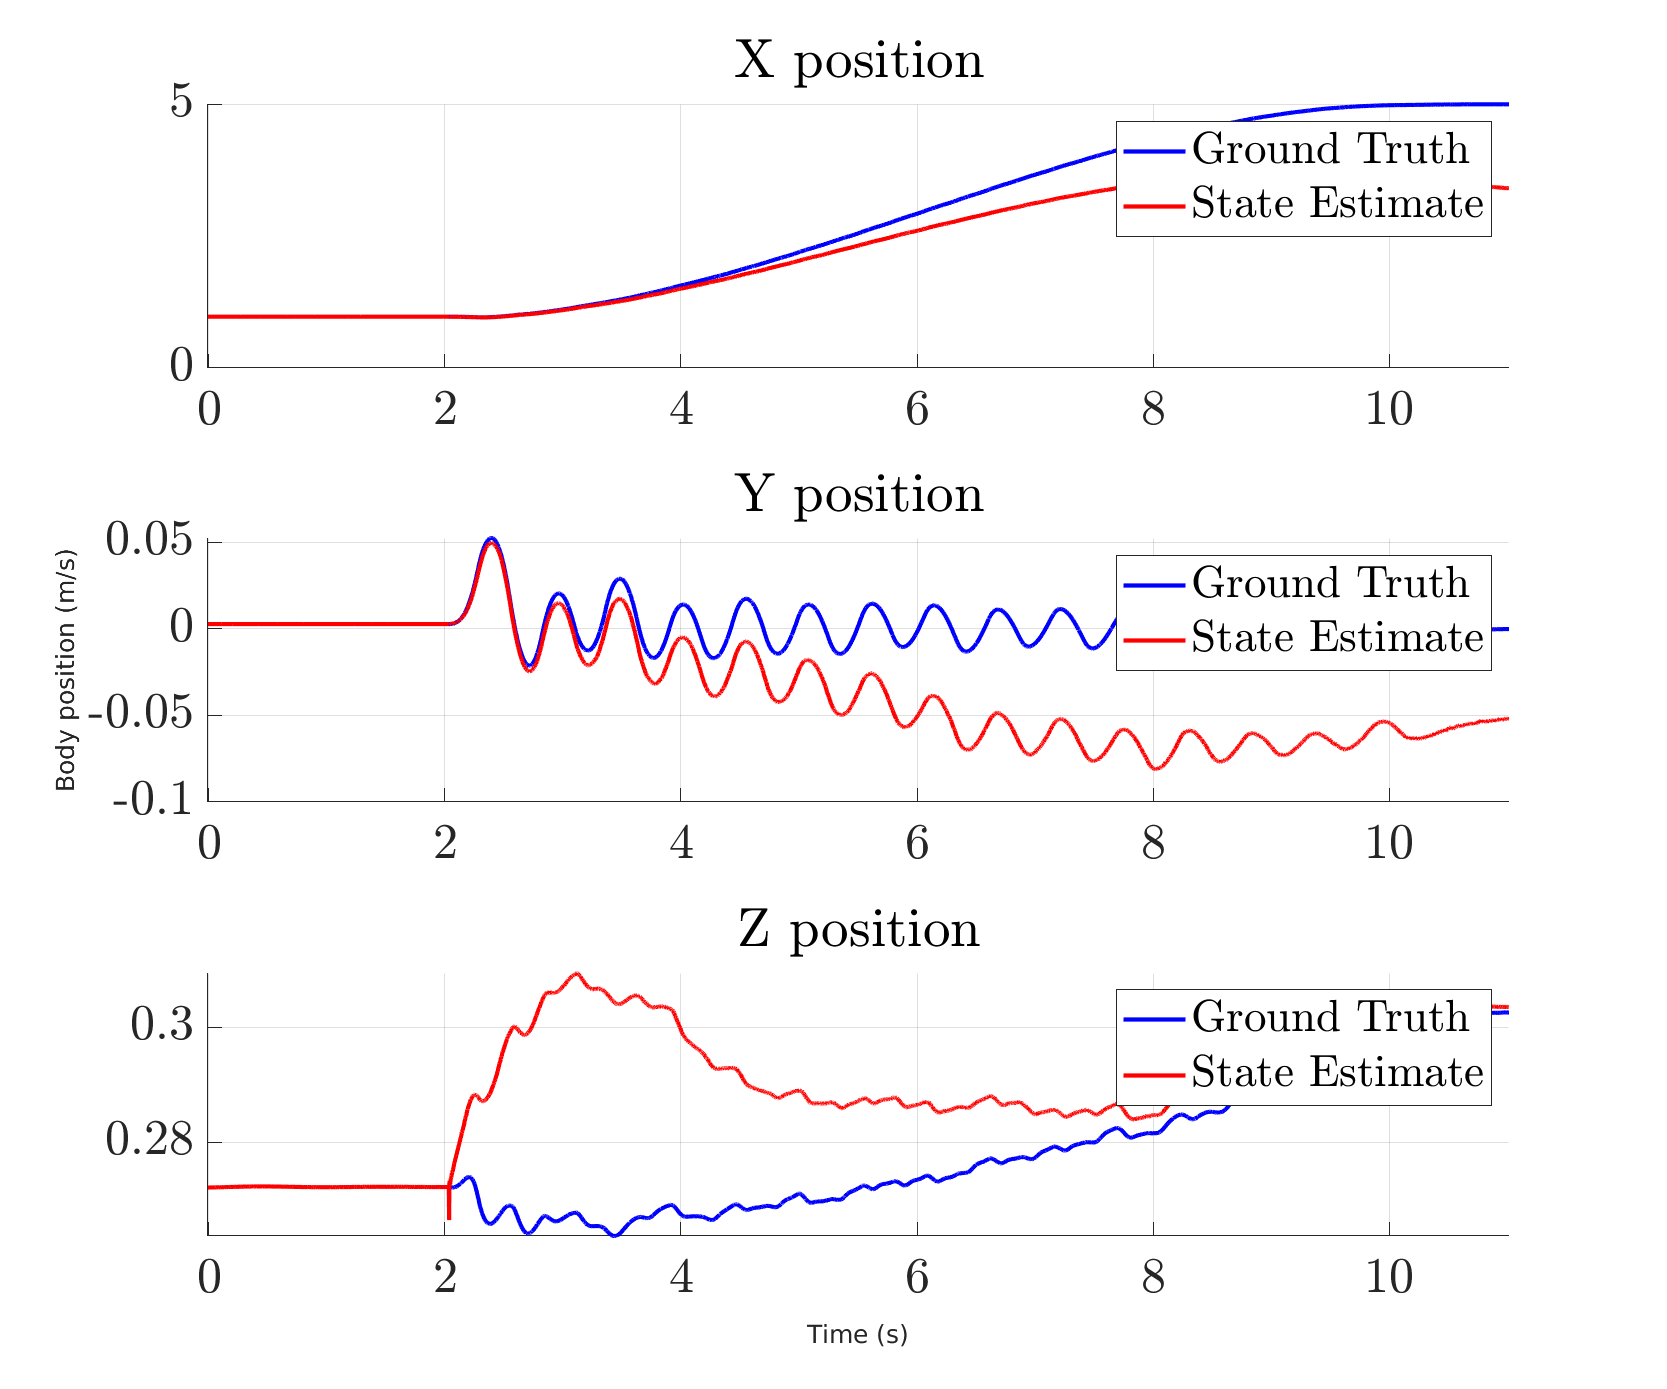 X position
5
Ground Truth
State Estimate
0
0 2 4 6 8 10
Y position
0.05
Ground Truth
0
State Estimate
-0.05
-0.1
Body position (m/s)
0 2 4 6 8 10
Z position
0.3
Ground Truth
State Estimate
0.28
0 2 4 6 8 10
Time (s)